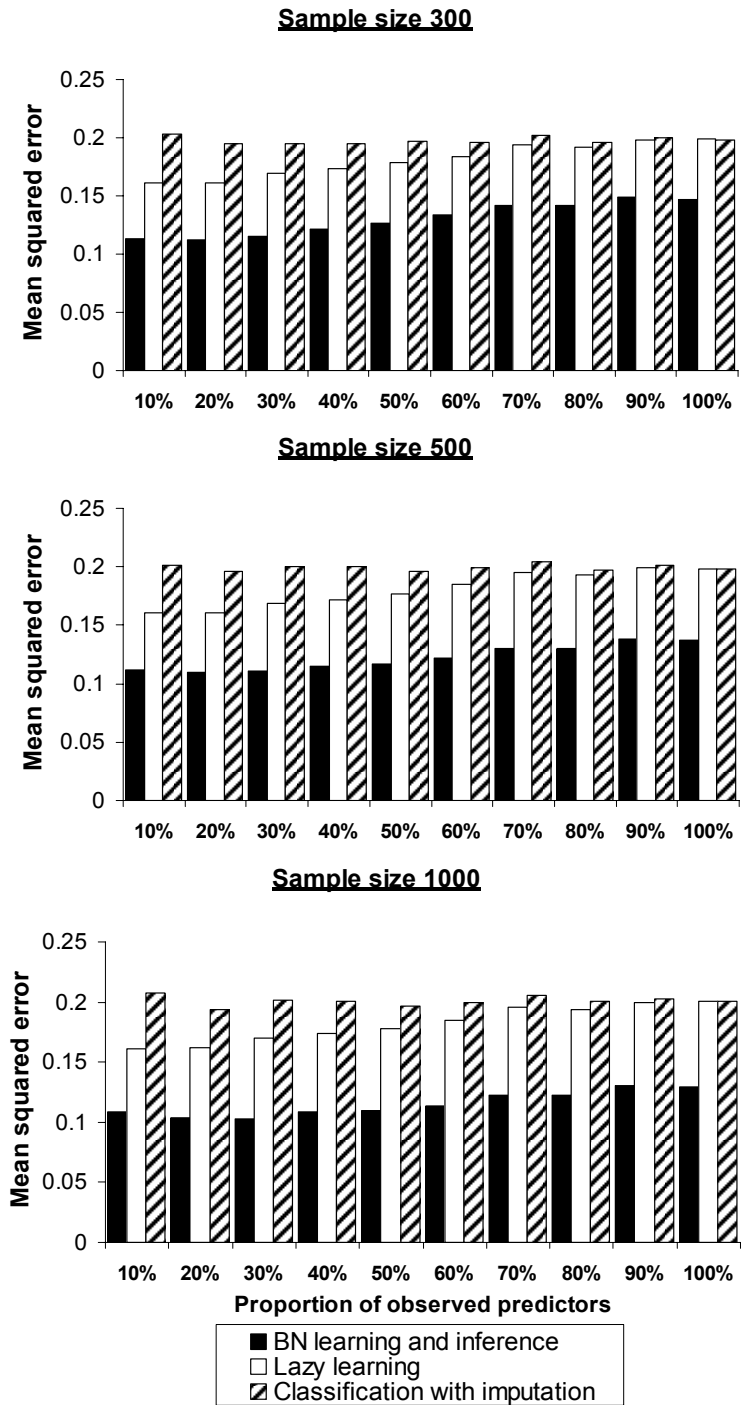 Sample size 300
Mean squared error
0.25
0.2
0.15
0.1
0.05
0
10% 20% 30% 40% 50% 60% 70% 80% 90% 100%
Sample size 500
Mean squared error
0.25
0.2
0.15
0.1
0.05
0
10% 20% 30% 40% 50% 60% 70% 80% 90% 100%
Sample size 1000
Mean squared error
0.25
0.2
0.15
0.1
0.05
0
10% 20% 30% 40% 50% 60% 70% 80% 90% 100%
Proportion of observed predictors
BN learning and inference
Lazy learning
Classification with imputation